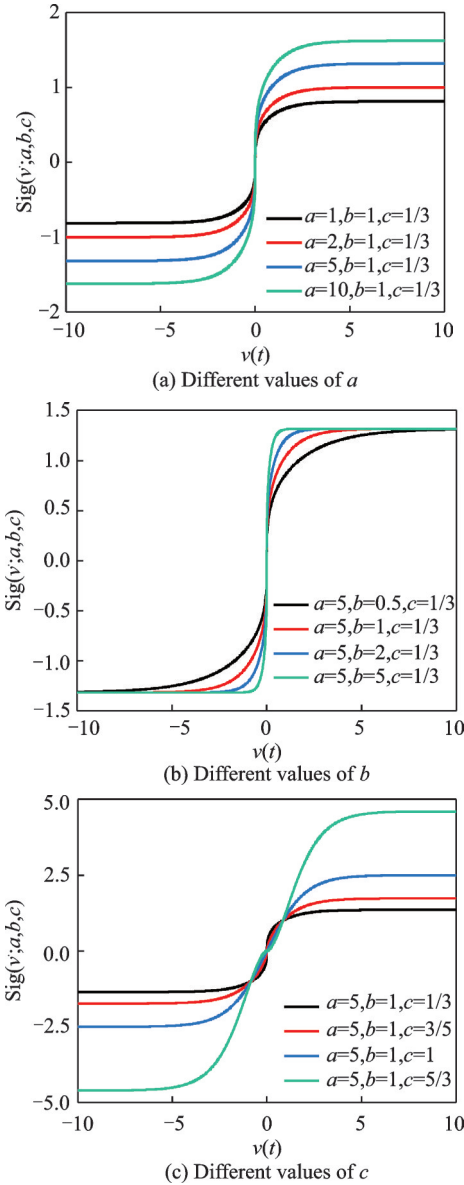 2
1
0
−1
−2
Sig(v;a,b,c)
a=1,b=1,c=1/3
a=2,b=1,c=1/3
a=5,b=1,c=1/3
a=10,b=1,c=1/3
−10 −5 0 5 10
v(t)
(a) Different values of a
1.5
1.0
0.5
0.0
−0.5
−1.0
−1.5
Sig(v;a,b,c)
a=5,b=0.5,c=1/3
a=5,b=1,c=1/3
a=5,b=2,c=1/3
a=5,b=5,c=1/3
−10 −5 0 5 10
v(t)
(b) Different values of b
5.0
2.5
0.0
−2.5
−5.0
Sig(v;a,b,c)
a=5,b=1,c=1/3
a=5,b=1,c=3/5
a=5,b=1,c=1
a=5,b=1,c=5/3
−10 −5 0 5 10
v(t)
(c) Different values of c